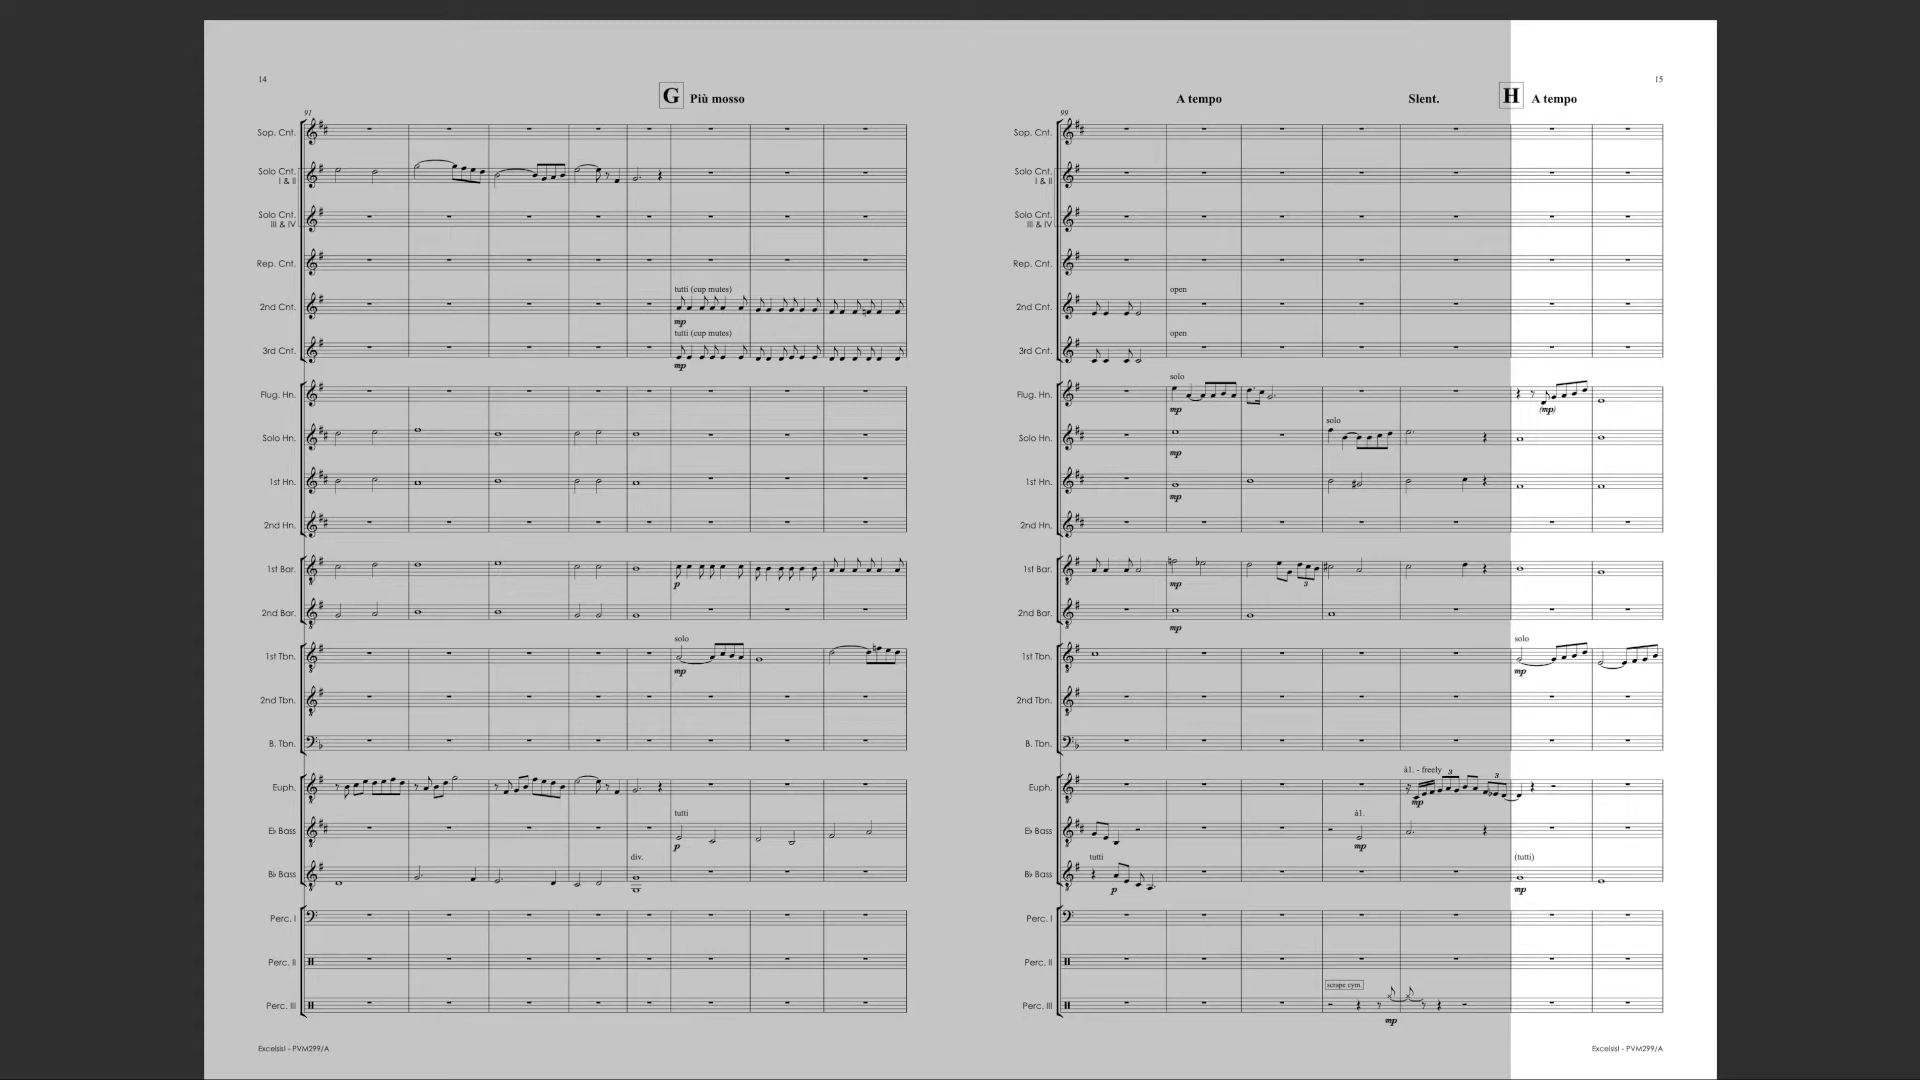 14
G Più mosso
91
Sop. Cnt.
Solo Cnt.
I & II
Solo Cnt.
III & IV
Rep. Cnt.
tutti (cup mutes)
2nd Cnt.
mp
tutti (cup mutes)
3rd Cnt.
mp
Flug. Hn.
Solo Hn.
1st Hn.
2nd Hn.
1st Bar.
p
2nd Bar.
solo
1st Tbn.
mp
2nd Tbn.
B. Tbn.
Euph.
tutti
E♭ Bass
p
div.
B♭ Bass
Perc. I
Perc. II
Perc. III
Excelsis! - PVM299/A
15
A tempo Slent. H A tempo
99
Sop. Cnt.
Solo Cnt.
I & II
Solo Cnt.
III & IV
Rep. Cnt.
open
2nd Cnt.
open
3rd Cnt.
solo
Flug. Hn.
mp (mp)
solo
Solo Hn.
mp
1st Hn.
mp
2nd Hn.
1st Bar.
3
mp
2nd Bar.
mp
solo
1st Tbn.
mp
2nd Tbn.
B. Tbn.
à1. - freely 3 3
Euph.
mp
à1.
E♭ Bass
mp
tutti (tutti)
B♭ Bass
p mp
Perc. I
Perc. II
scrape cym.
Perc. III
mp
Excelsis! - PVM299/A